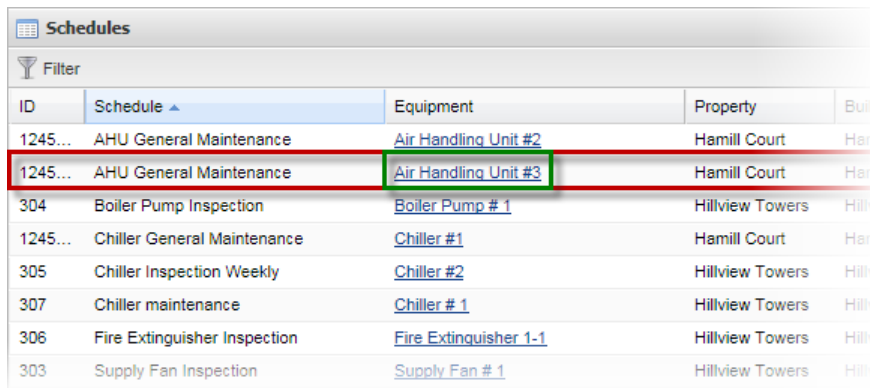 Schedules
Filter
ID Schedule Equipment Property
1245... AHU General Maintenance Air Handling Unit #2 Hamill Court
1245... AHU General Maintenance Air Handling Unit #3 Hamill Court
304 Boiler Pump Inspection Boiler Pump # 1 Hillview Towers
1245... Chiller General Maintenance Chiller #1 Hamill Court
305 Chiller Inspection Weekly Chiller #2 Hillview Towers
307 Chiller maintenance Chiller # 1 Hillview Towers
306 Fire Extinguisher Inspection Fire Extinguisher 1-1 Hillview Towers
303 Supply Fan Inspection Supply Fan # 1 Hillview Towers